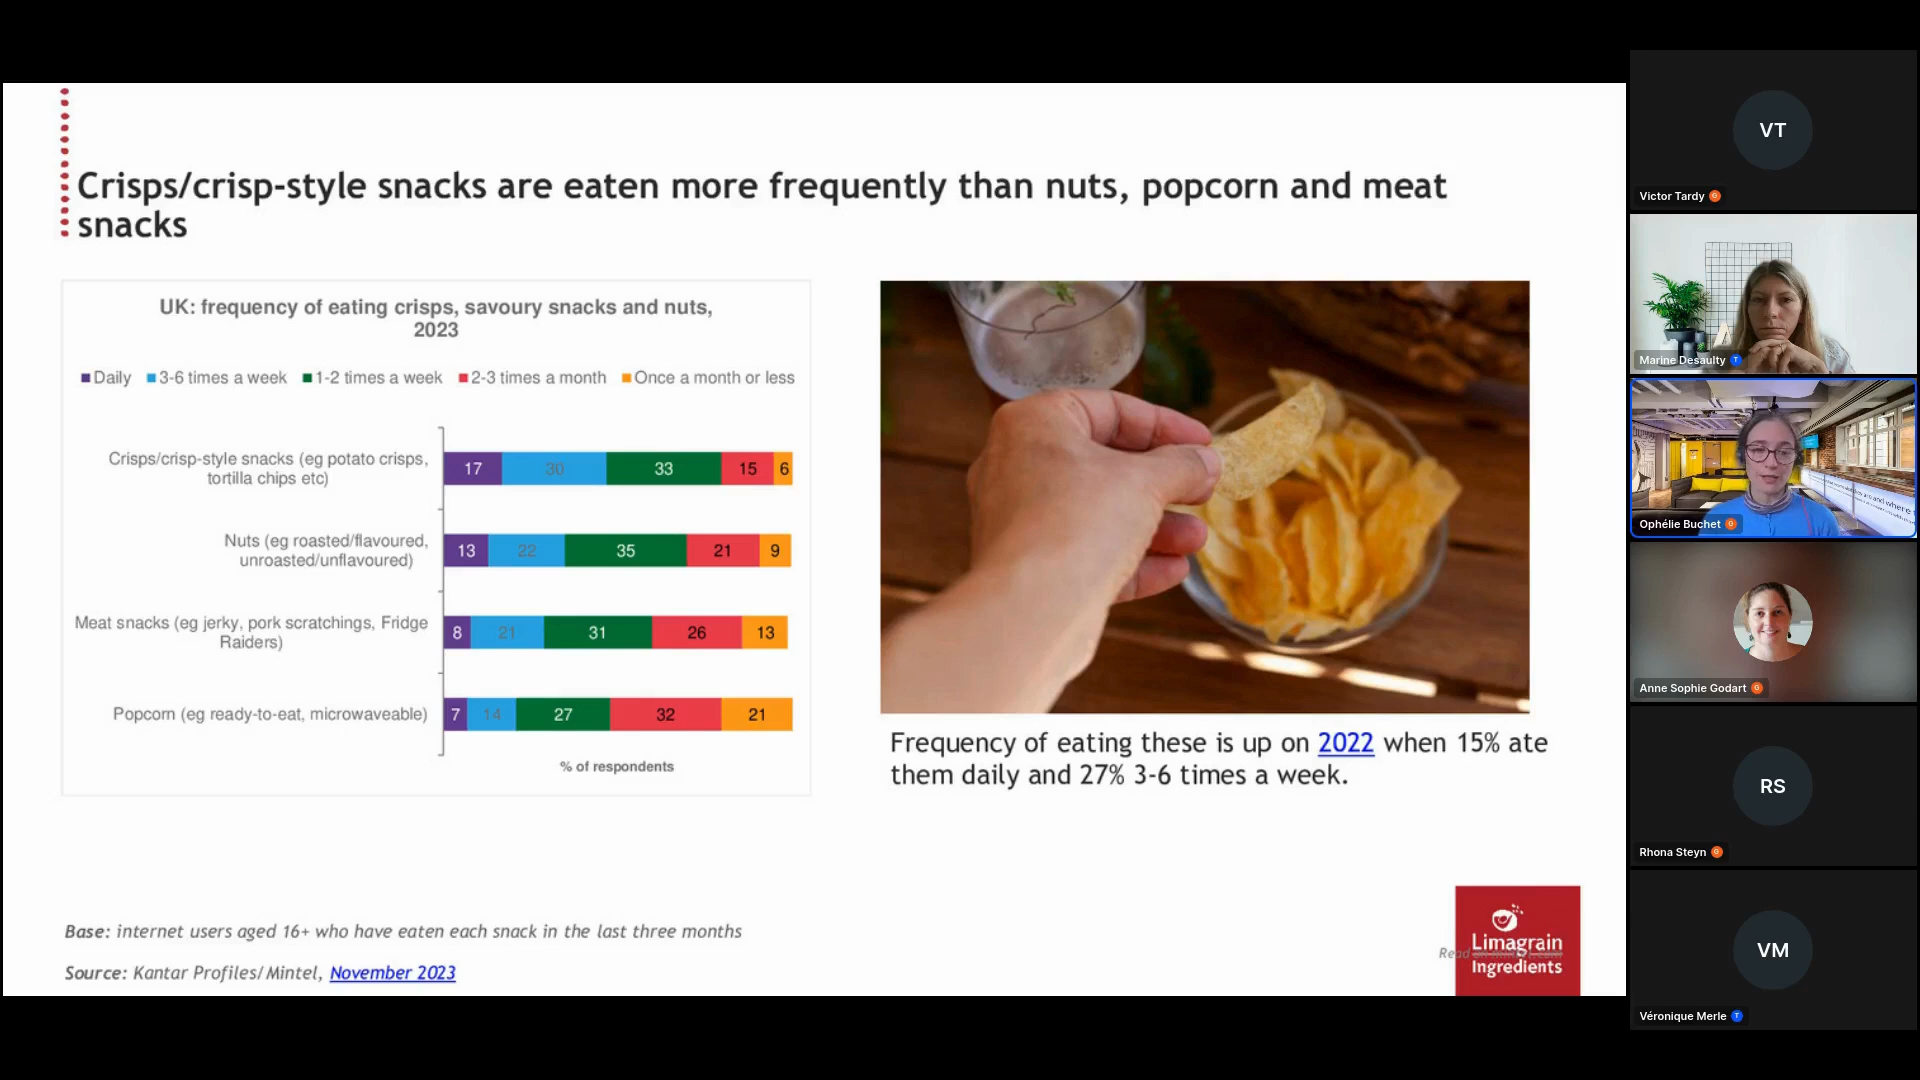 Crisps/crisp-style snacks are eaten more frequently than nuts, popcorn and meat
snacks
UK: frequency of eating crisps, savoury snacks and nuts,
2023
Daily 3-6 times a week 1-2 times a week 2-3 times a month Once a month or less
Crisps/crisp-style snacks (eg potato crisps,
tortilla chips etc)
17 30 33 15 6
Nuts (eg roasted/flavoured,
unroasted/unflavoured)
13 22 35 21 9
Meat snacks (eg jerky, pork scratchings, Fridge
Raiders)
8 21 31 26 13
Popcorn (eg ready-to-eat, microwaveable)
7 14 27 32 21
% of respondents
Frequency of eating these is up on 2022 when 15% ate
them daily and 27% 3-6 times a week.
Base: internet users aged 16+ who have eaten each snack in the last three months
Source: Kantar Profiles/Mintel, November 2023
Read
Limagrain
Ingredients
VT
Victor Tardy
Marine Desaulty
Ophélie Buchet
Anne Sophie Godart
RS
Rhona Steyn
VM
Véronique Merle